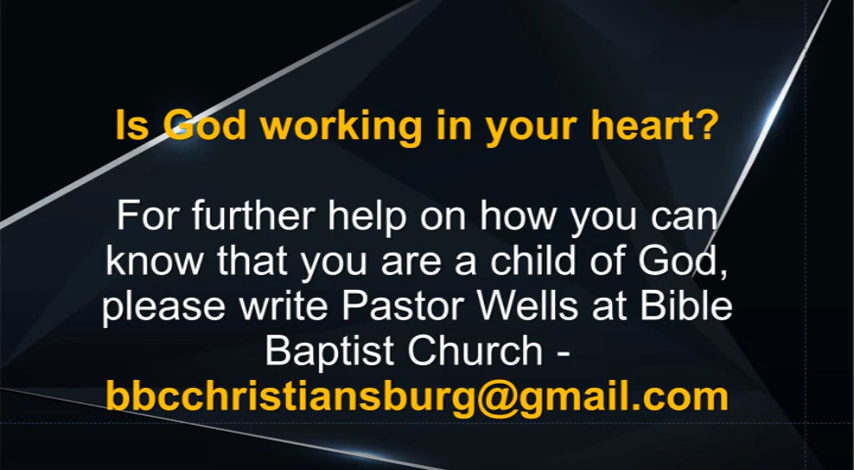 Is God working in your heart?
For further help on how you can
know that you are a child of God,
please write Pastor Wells at Bible
Baptist Church -
bbcchristiansburg@gmail.com